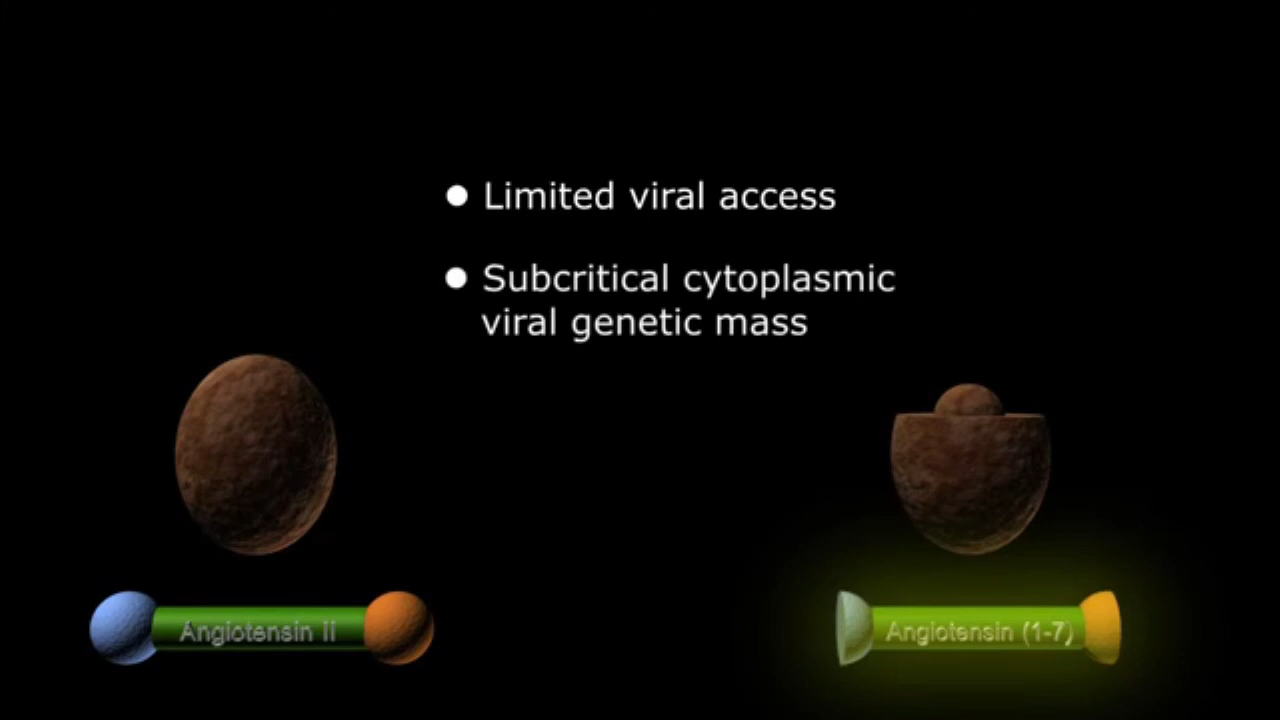 • Limited viral access
• Subcritical cytoplasmic
viral genetic mass
Angiotensin II
Angiotensin (1-7)